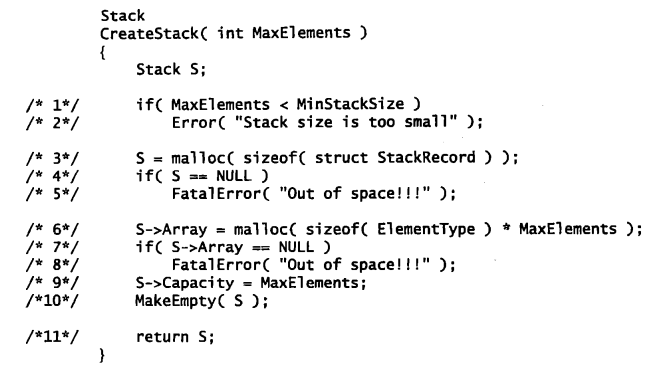 Stack
CreateStack( int MaxElements )
{
Stack S;
/* 1*/ if( MaxElements < MinStackSize )
/* 2*/ Error( "Stack size is too small" );
/* 3*/ S = malloc( sizeof( struct StackRecord ) );
/* 4*/ if( S == NULL )
/* 5*/ FatalError( "Out of space!!!" );
/* 6*/ S->Array = malloc( sizeof( ElementType ) * MaxElements );
/* 7*/ if( S->Array == NULL )
/* 8*/ FatalError( "Out of space!!!" );
/* 9*/ S->Capacity = MaxElements;
/*10*/ MakeEmpty( S );
/*11*/ return S;
}